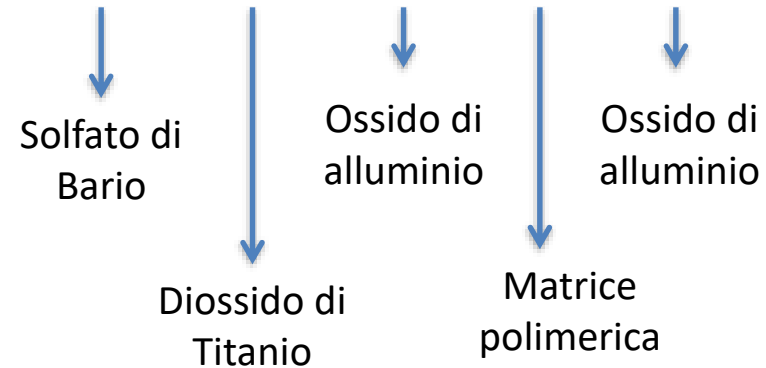 Solfato di
Bario
Diossido di
Titanio
Ossido di
alluminio
Matrice
polimerica
Ossido di
alluminio